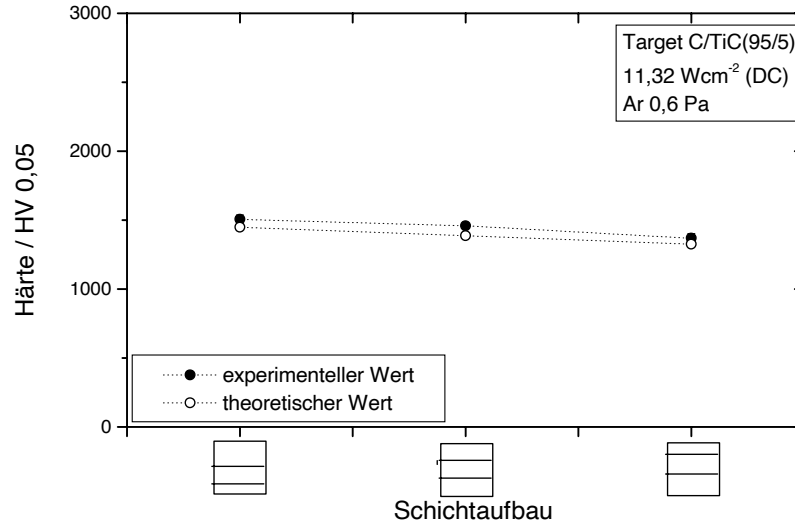 3000
Target C/TiC(95/5)
11,32 Wcm⁻² (DC)
Ar 0,6 Pa
2000
Härte / HV 0,05
1000
experimenteller Wert
theoretischer Wert
0
Schichtaufbau